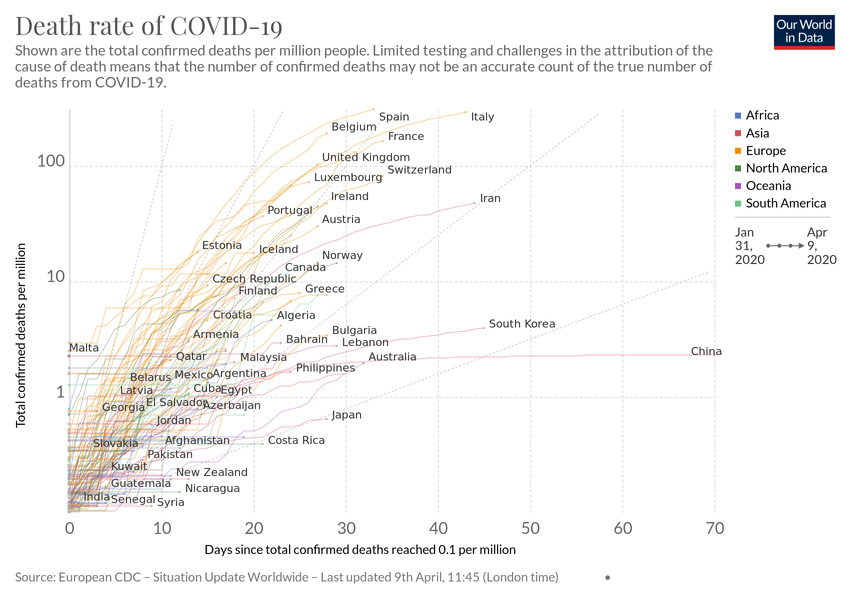 Death rate of COVID-19
Our World
in Data
Shown are the total confirmed deaths per million people. Limited testing and challenges in the attribution of the
cause of death means that the number of confirmed deaths may not be an accurate count of the true number of
deaths from COVID-19.
Total confirmed deaths per million
100
10
1
Spain
Italy
Belgium
France
United Kingdom
Switzerland
Luxembourg
Ireland
Iran
Portugal
Austria
Estonia
Iceland
Norway
Canada
Czech Republic
Finland
Greece
Croatia
Algeria
South Korea
Armenia
Bulgaria
Bahrain
Lebanon
Malta
China
Qatar
Malaysia
Australia
Philippines
Belarus
Mexico
Argentina
Latvia
Cuba
Egypt
Georgia
El Salvador
Azerbaijan
Japan
Jordan
Slovakia
Afghanistan
Costa Rica
Pakistan
Kuwait
New Zealand
Guatemala
Nicaragua
India
Senegal
Syria
0
10
20
30
40
50
60
70
Days since total confirmed deaths reached 0.1 per million
Africa
Asia
Europe
North America
Oceania
South America
Jan
31,
2020
Apr
9,
2020
Source: European CDC – Situation Update Worldwide – Last updated 9th April, 11:45 (London time)